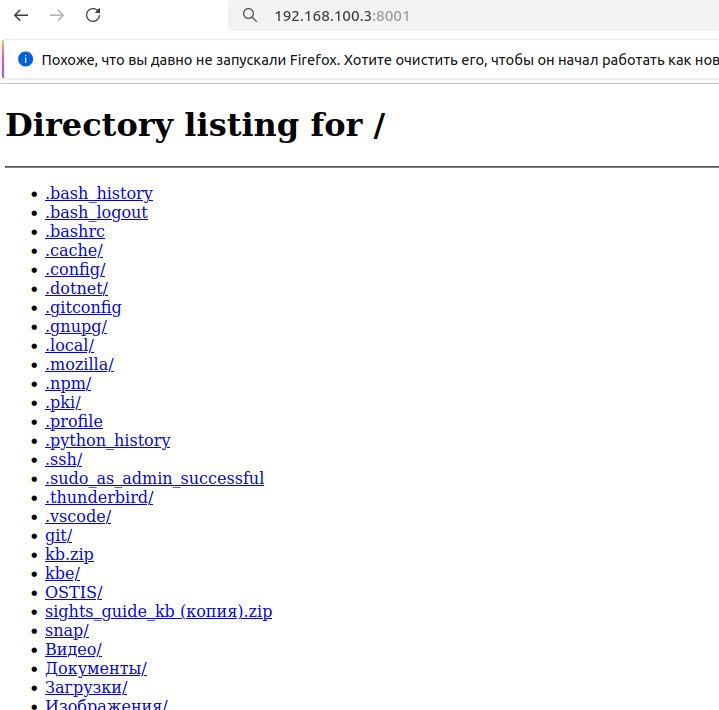 192.168.100.3:8001
Похоже, что вы давно не запускали Firefox. Хотите очистить его, чтобы он начал работать как нов
Directory listing for /
.bash_history
.bash_logout
.bashrc
.cache/
.config/
.dotnet/
.gitconfig
.gnupg/
.local/
.mozilla/
.npm/
.pki/
.profile
.python_history
.ssh/
.sudo_as_admin_successful
.thunderbird/
.vscode/
git/
kb.zip
kbe/
OSTIS/
sights_guide_kb (копия).zip
snap/
Видео/
Документы/
Загрузки/
Изображения/